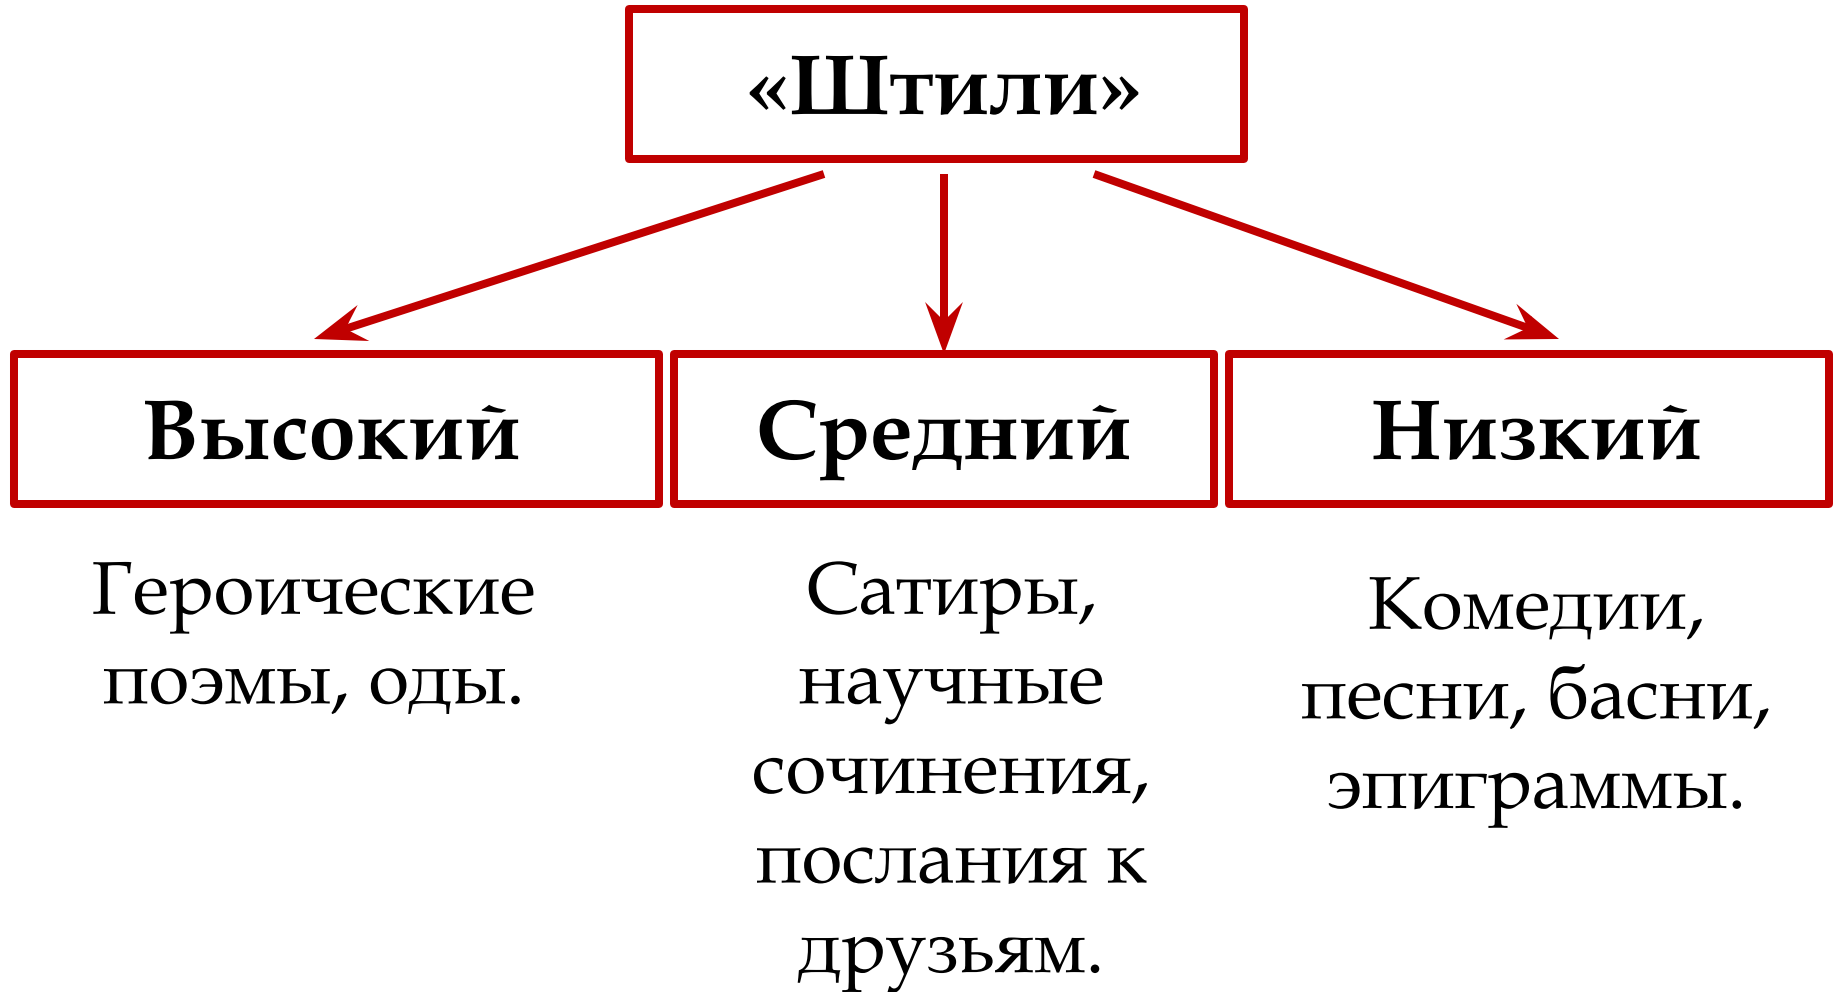 «Штили»
Высокий
Средний
Низкий
Героические
поэмы, оды.
Сатиры,
научные
сочинения,
послания к
друзьям.
Комедии,
песни, басни,
эпиграммы.